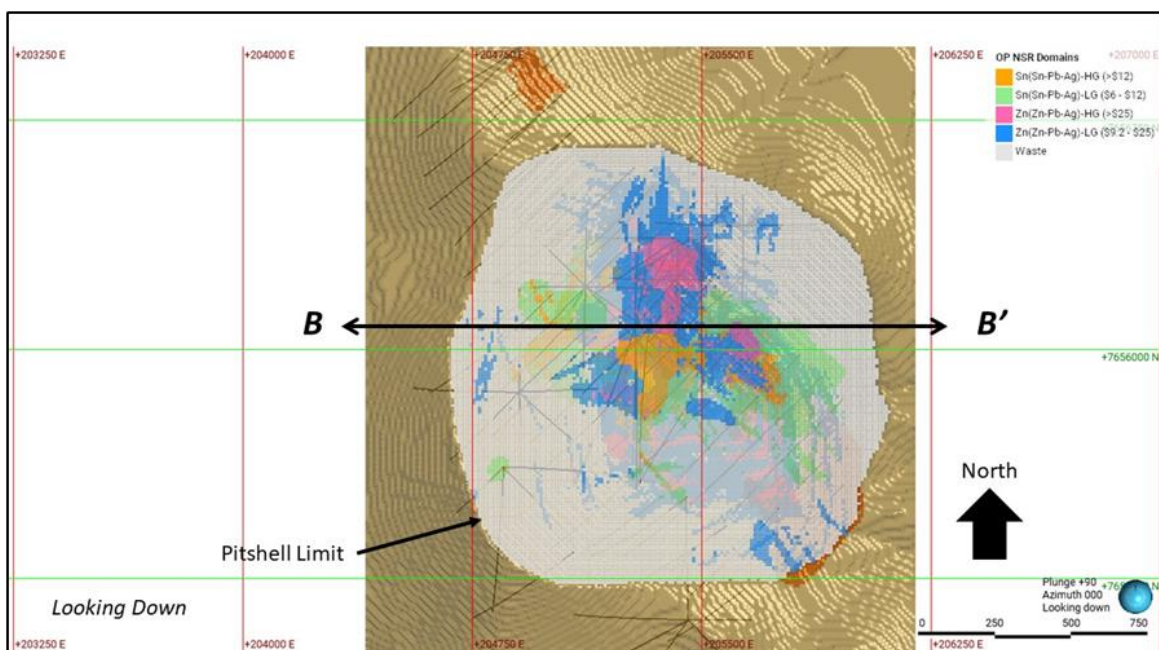 +203250 E
+204000 E
+204750 E
+205500 E
+206250 E
+207000 E
OP NSR Domains
Sn(Sn-Pb-Ag)-HG (>$12)
Sn(Sn-Pb-Ag)-LG ($6 - $12)
Zn(Zn-Pb-Ag)-HG (>$25)
Zn(Zn-Pb-Ag)-LG ($9.2 - $25)
Waste
B
B’
+7656000 N
North
Pitshell Limit
Looking Down
Plunge +90
Azimuth 000
Looking down
0 250 500 750
+203250 E
+204000 E
+204750 E
+205500 E
+206250 E